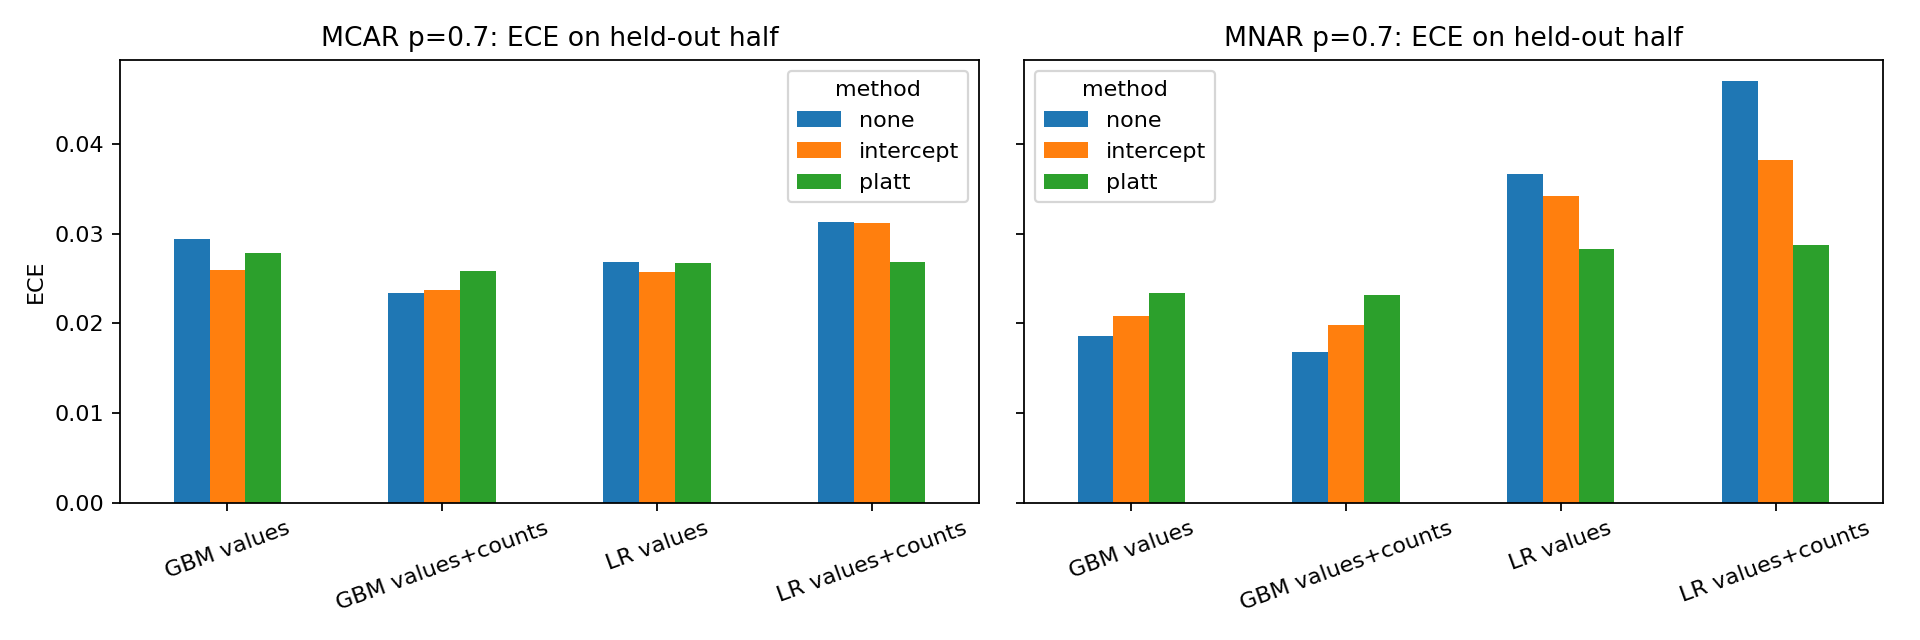 MCAR p=0.7: ECE on held-out half
method
none
intercept
platt
ECE
0.04
0.03
0.02
0.01
0.00
GBM values
GBM values+counts
LR values
LR values+counts
MNAR p=0.7: ECE on held-out half
method
none
intercept
platt
GBM values
GBM values+counts
LR values
LR values+counts